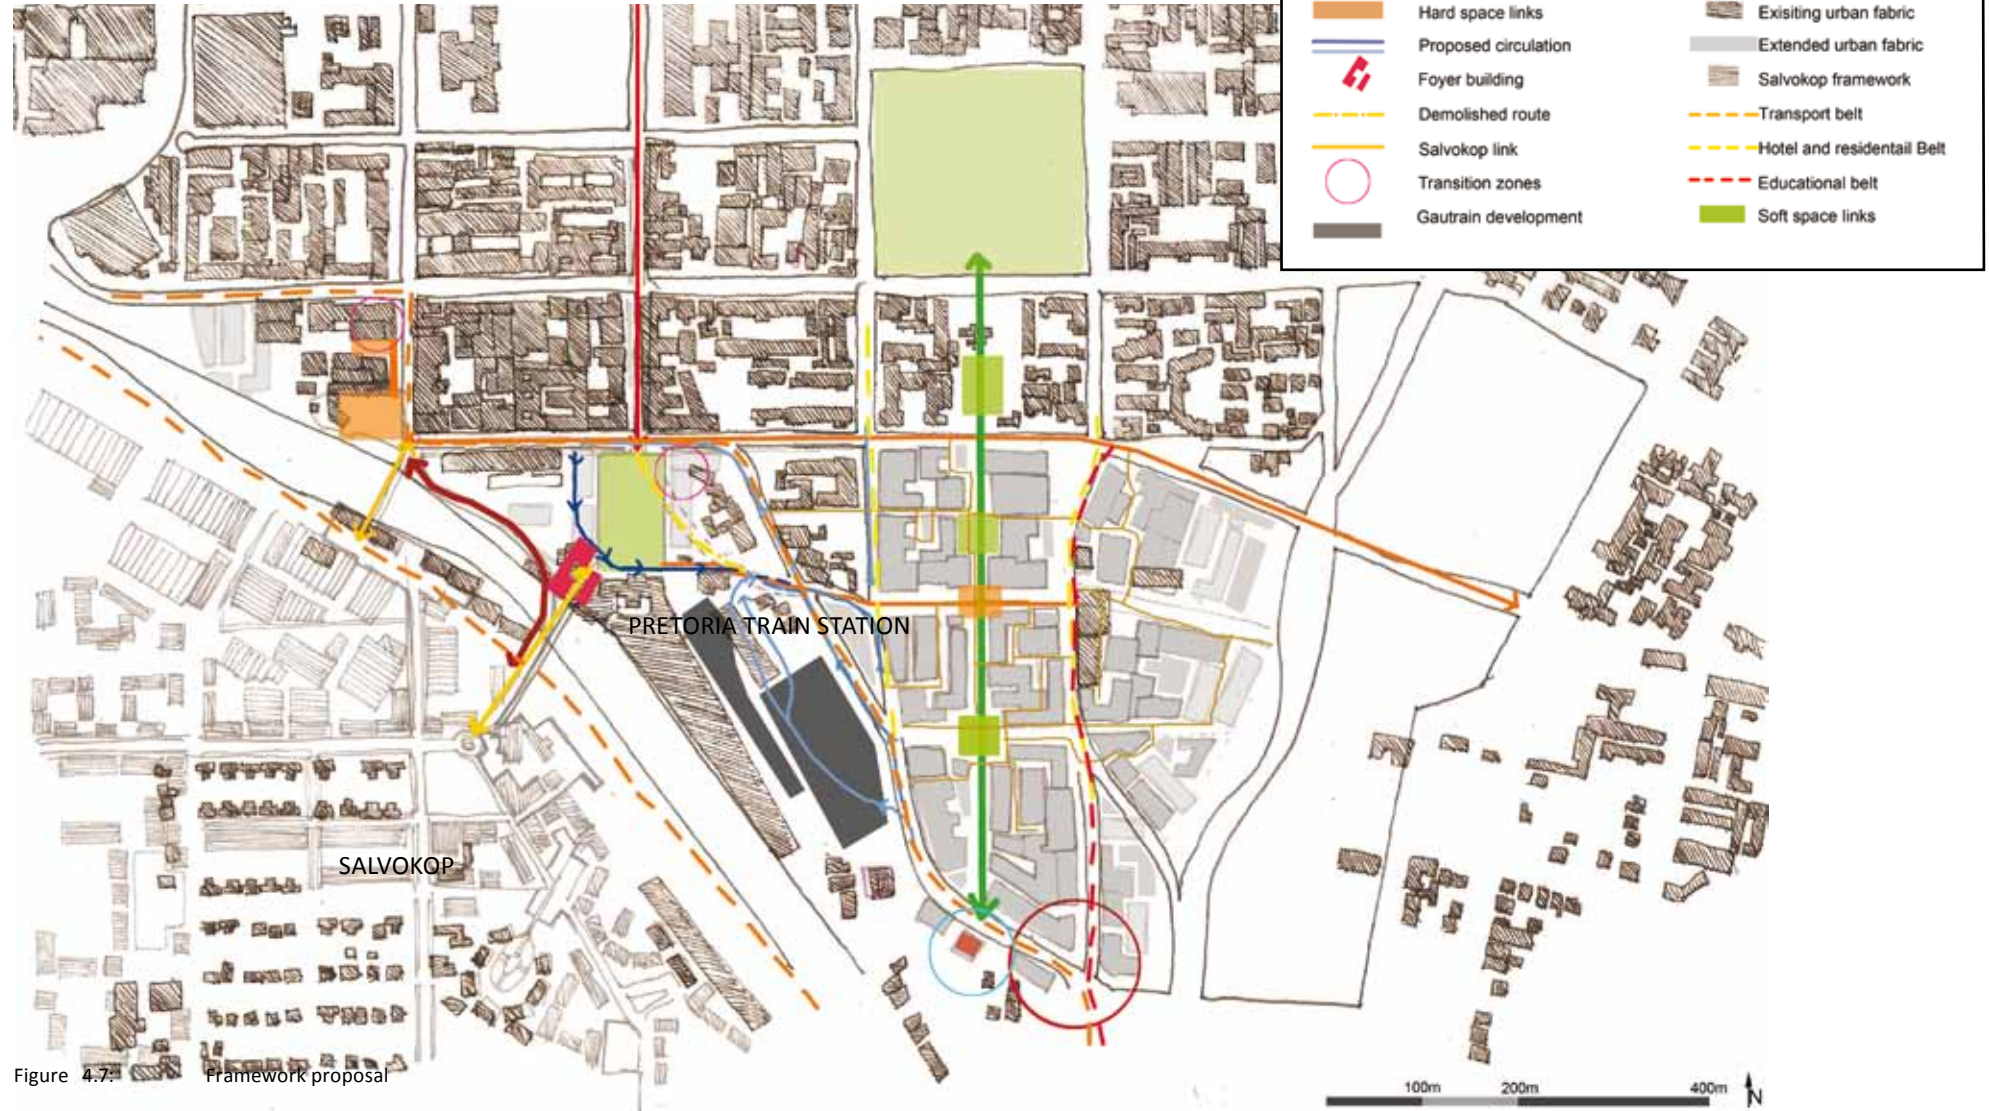 Hard space links
Proposed circulation
Foyer building
Demolished route
Salvokop link
Transition zones
Gautrain development
Exisiting urban fabric
Extended urban fabric
Salvokop framework
Transport belt
Hotel and residentail Belt
Educational belt
Soft space links
PRETORIA TRAIN STATION
SALVOKOP
Figure 4.7: Framework proposal
100m 200m 400m N